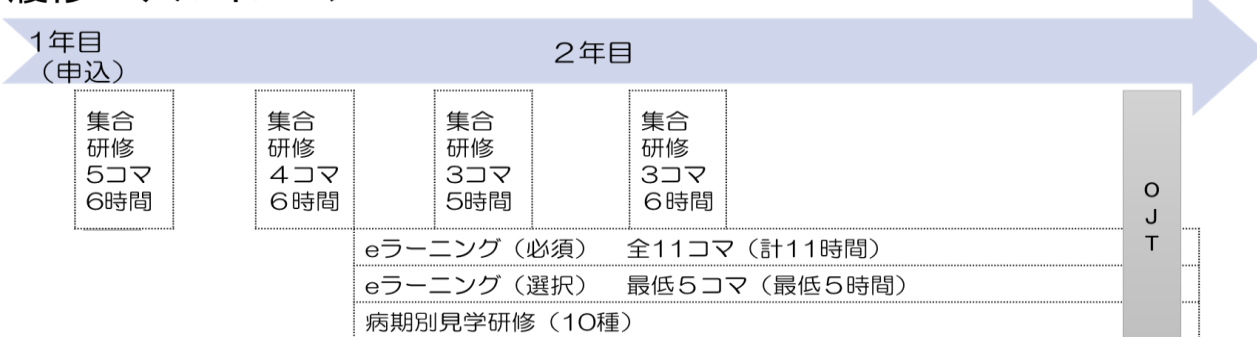 1年目
（申込）
2年目
集合
研修
5コマ
6時間
集合
研修
4コマ
6時間
集合
研修
3コマ
5時間
集合
研修
3コマ
6時間
O
J
T
eラーニング（必須）　全11コマ（計11時間）
eラーニング（選択）　最低5コマ（最低5時間）
病期別見学研修（10種）